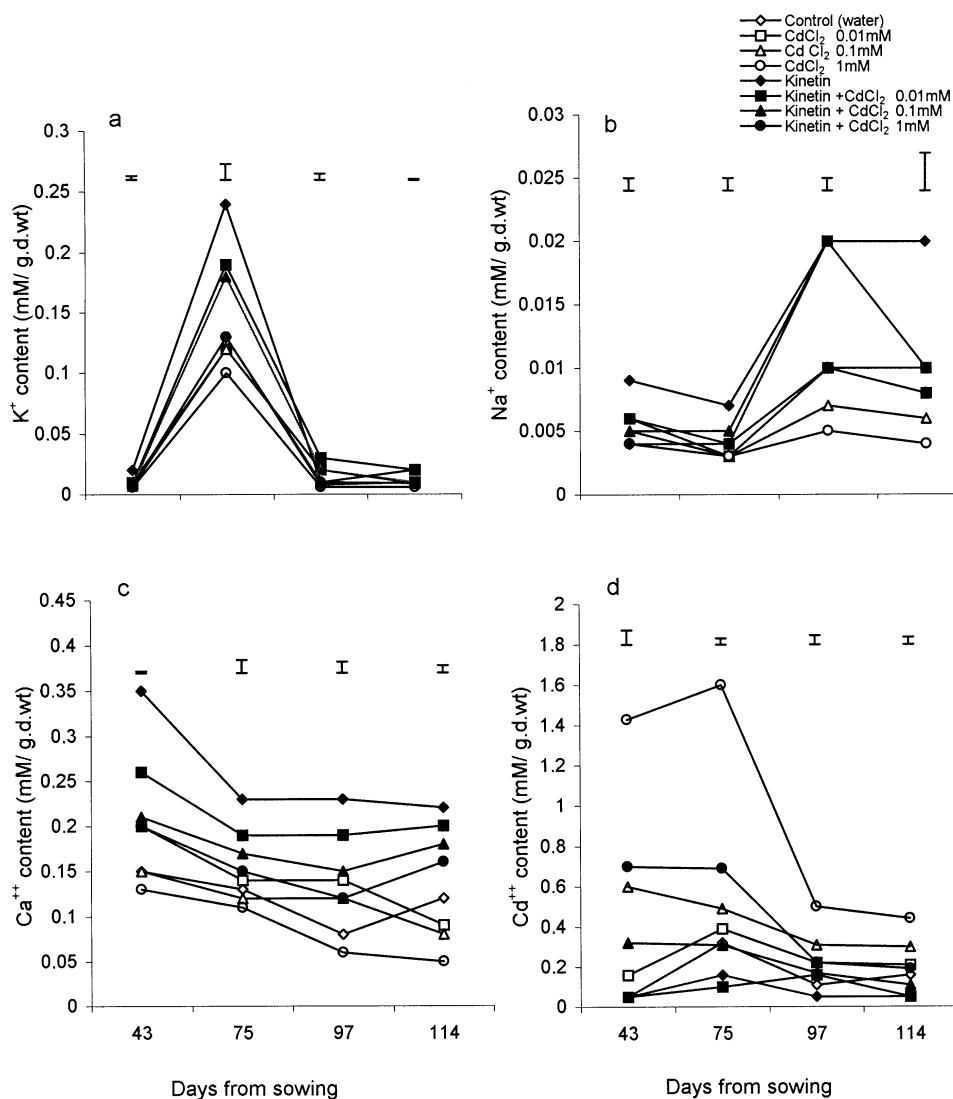 Control (water)
CdCl₂ 0.01mM
Cd Cl₂ 0.1mM
CdCl₂ 1mM
Kinetin
Kinetin +CdCl₂ 0.01mM
Kinetin + CdCl₂ 0.1mM
Kinetin + CdCl₂ 1mM
a
0.3
0.25
0.2
0.15
0.1
0.05
0
K⁺ content (mM/ g.d.wt)
b
0.03
0.025
0.02
0.015
0.01
0.005
0
Na⁺ content (mM/ g.d.wt)
c
0.45
0.4
0.35
0.3
0.25
0.2
0.15
0.1
0.05
0
Ca⁺⁺ content (mM/ g.d.wt)
43 75 97 114
Days from sowing
d
2
1.8
1.6
1.4
1.2
1
0.8
0.6
0.4
0.2
0
Cd⁺⁺ content (mM/ g.d.wt)
43 75 97 114
Days from sowing